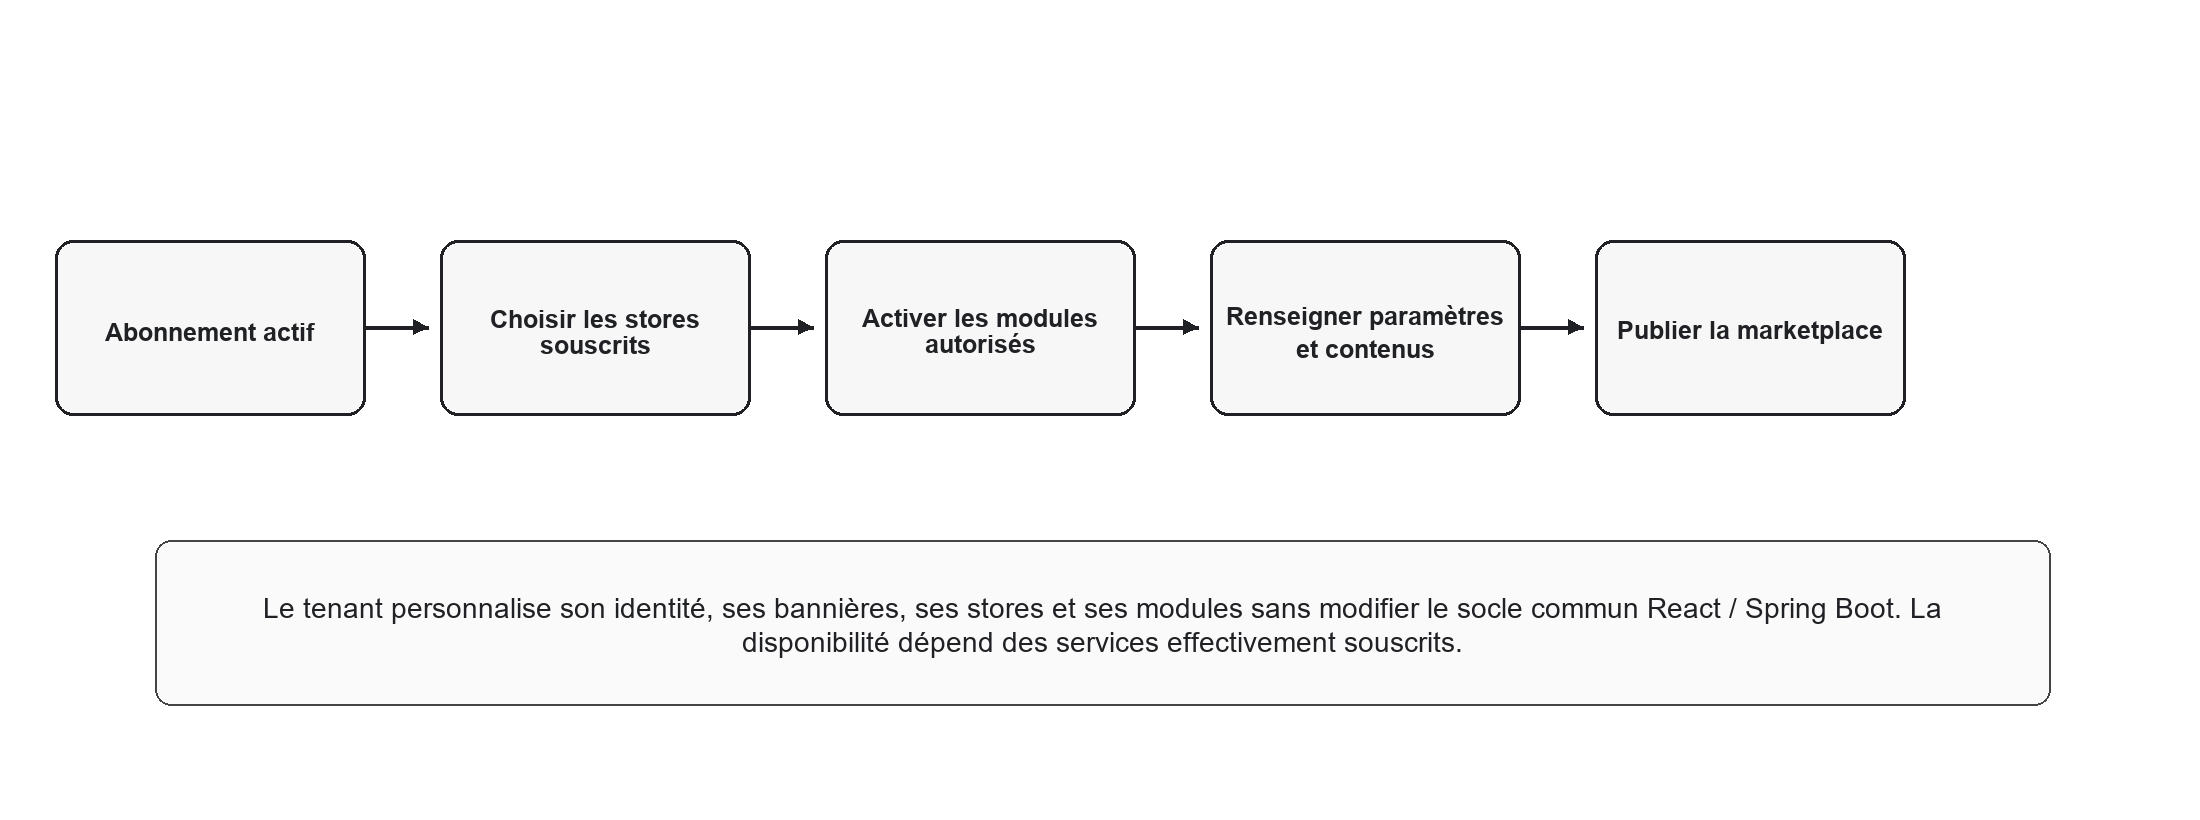 Abonnement actif
Choisir les stores
souscrits
Activer les modules
autorisés
Renseigner paramètres
et contenus
Publier la marketplace
Le tenant personnalise son identité, ses bannières, ses stores et ses modules sans modifier le socle commun React / Spring Boot. La
disponibilité dépend des services effectivement souscrits.